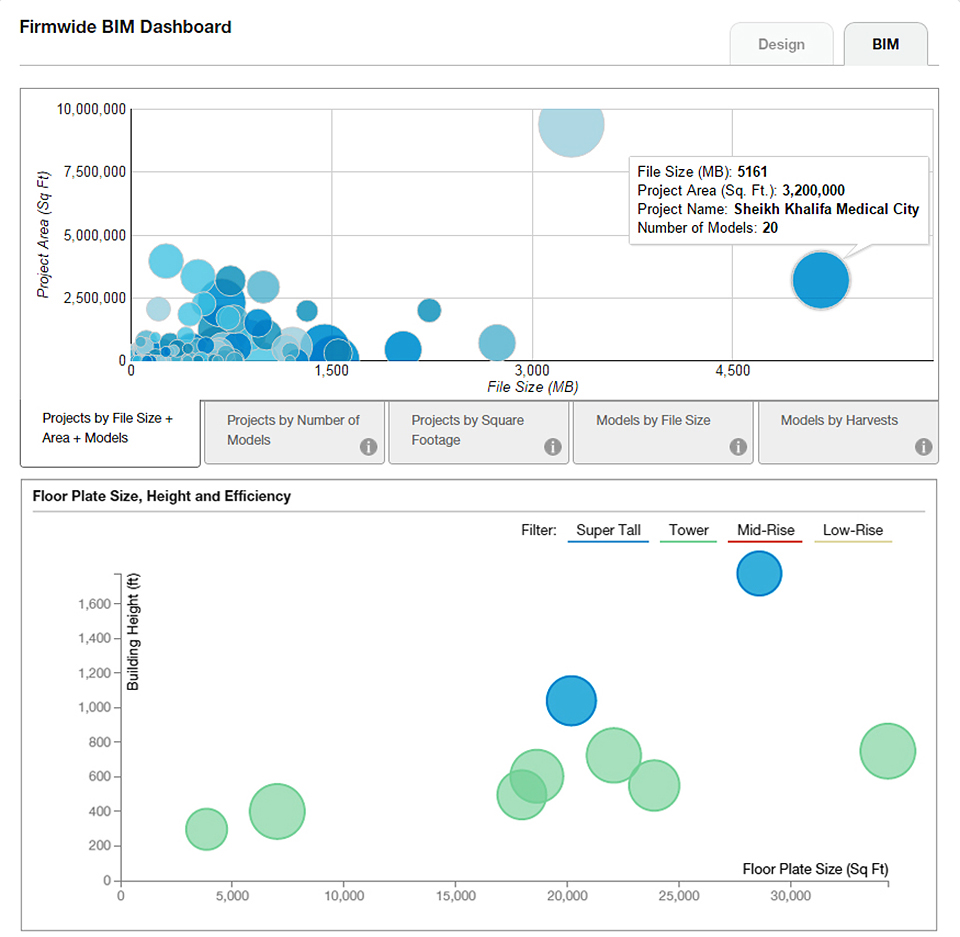 Firmwide BIM Dashboard
Design
BIM
10,000,000
7,500,000
5,000,000
2,500,000
0
Project Area (Sq Ft)
File Size (MB): 5161
Project Area (Sq. Ft.): 3,200,000
Project Name: Sheikh Khalifa Medical City
Number of Models: 20
0
1,500
3,000
4,500
File Size (MB)
Projects by File Size +
Area + Models
Projects by Number of
Models
i
Projects by Square
Footage
i
Models by File Size
i
Models by Harvests
i
Floor Plate Size, Height and Efficiency
Filter:
Super Tall
Tower
Mid-Rise
Low-Rise
Building Height (ft)
1,600
1,400
1,200
1,000
800
600
400
200
0
Floor Plate Size (Sq Ft)
0
5,000
10,000
15,000
20,000
25,000
30,000